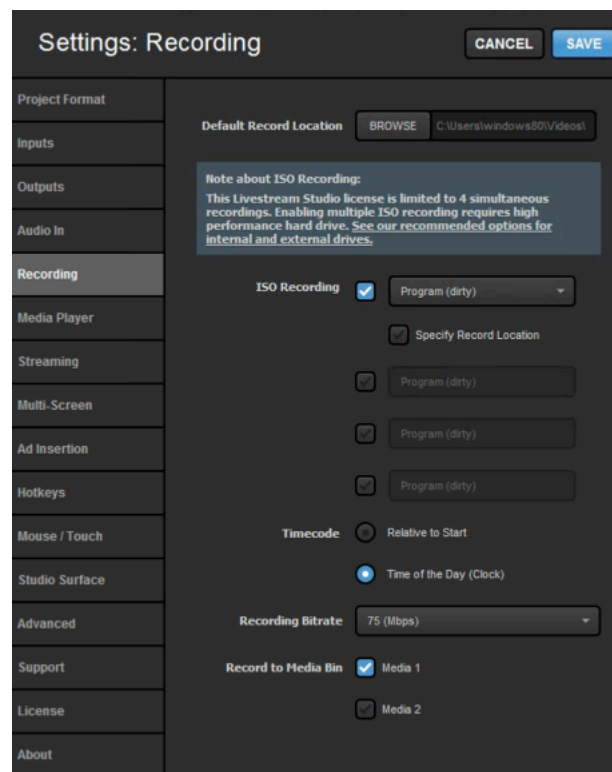 Settings: Recording
CANCEL
SAVE
Project Format
Inputs
Outputs
Audio In
Recording
Media Player
Streaming
Multi-Screen
Ad Insertion
Hotkeys
Mouse / Touch
Studio Surface
Advanced
Support
License
About
Default Record Location
BROWSE
C:\Users\windows80\Videos\
Note about ISO Recording:
This Livestream Studio license is limited to 4 simultaneous
recordings. Enabling multiple ISO recording requires high
performance hard drive. See our recommended options for
internal and external drives.
ISO Recording
Program (dirty)
Specify Record Location
Program (dirty)
Program (dirty)
Program (dirty)
Timecode
Relative to Start
Time of the Day (Clock)
Recording Bitrate
75 (Mbps)
Record to Media Bin
Media 1
Media 2